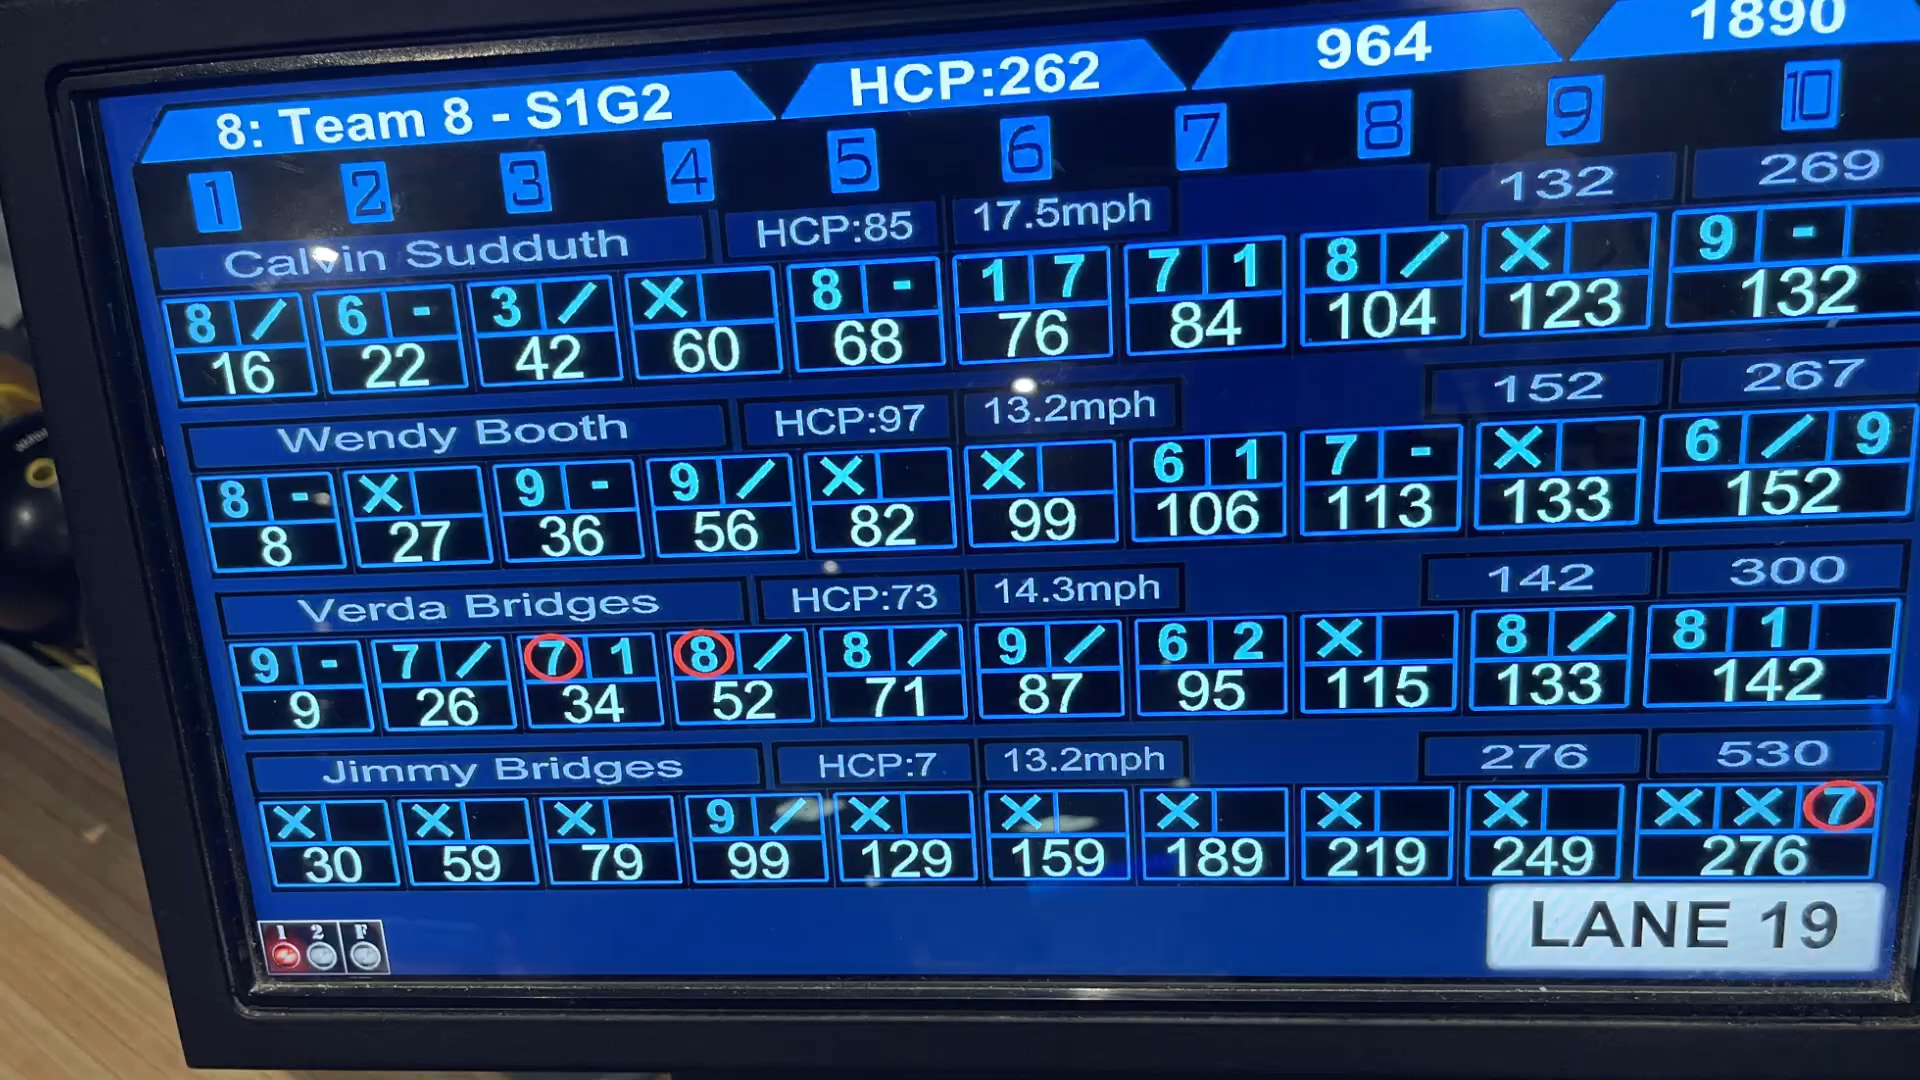 8: Team 8 - S1G2 HCP:262 964 1890
1 2 3 4 5 6 7 8 9 10
Calvin Sudduth HCP:85 17.5mph 132 269
8 / 6 - 3 / X 8 - 1 7 7 1 8 / X 9 -
16 22 42 60 68 76 84 104 123 132
Wendy Booth HCP:97 13.2mph 152 267
8 - X 9 - 9 / X X 6 1 7 - X 6 / 9
8 27 36 56 82 99 106 113 133 152
Verda Bridges HCP:73 14.3mph 142 300
9 - 7 / 7 1 8 / 8 / 9 / 6 2 X 8 / 8 1
9 26 34 52 71 87 95 115 133 142
Jimmy Bridges HCP:7 13.2mph 276 530
X X X 9 / X X X X X X X 7
30 59 79 99 129 159 189 219 249 276
1 2 F
LANE 19